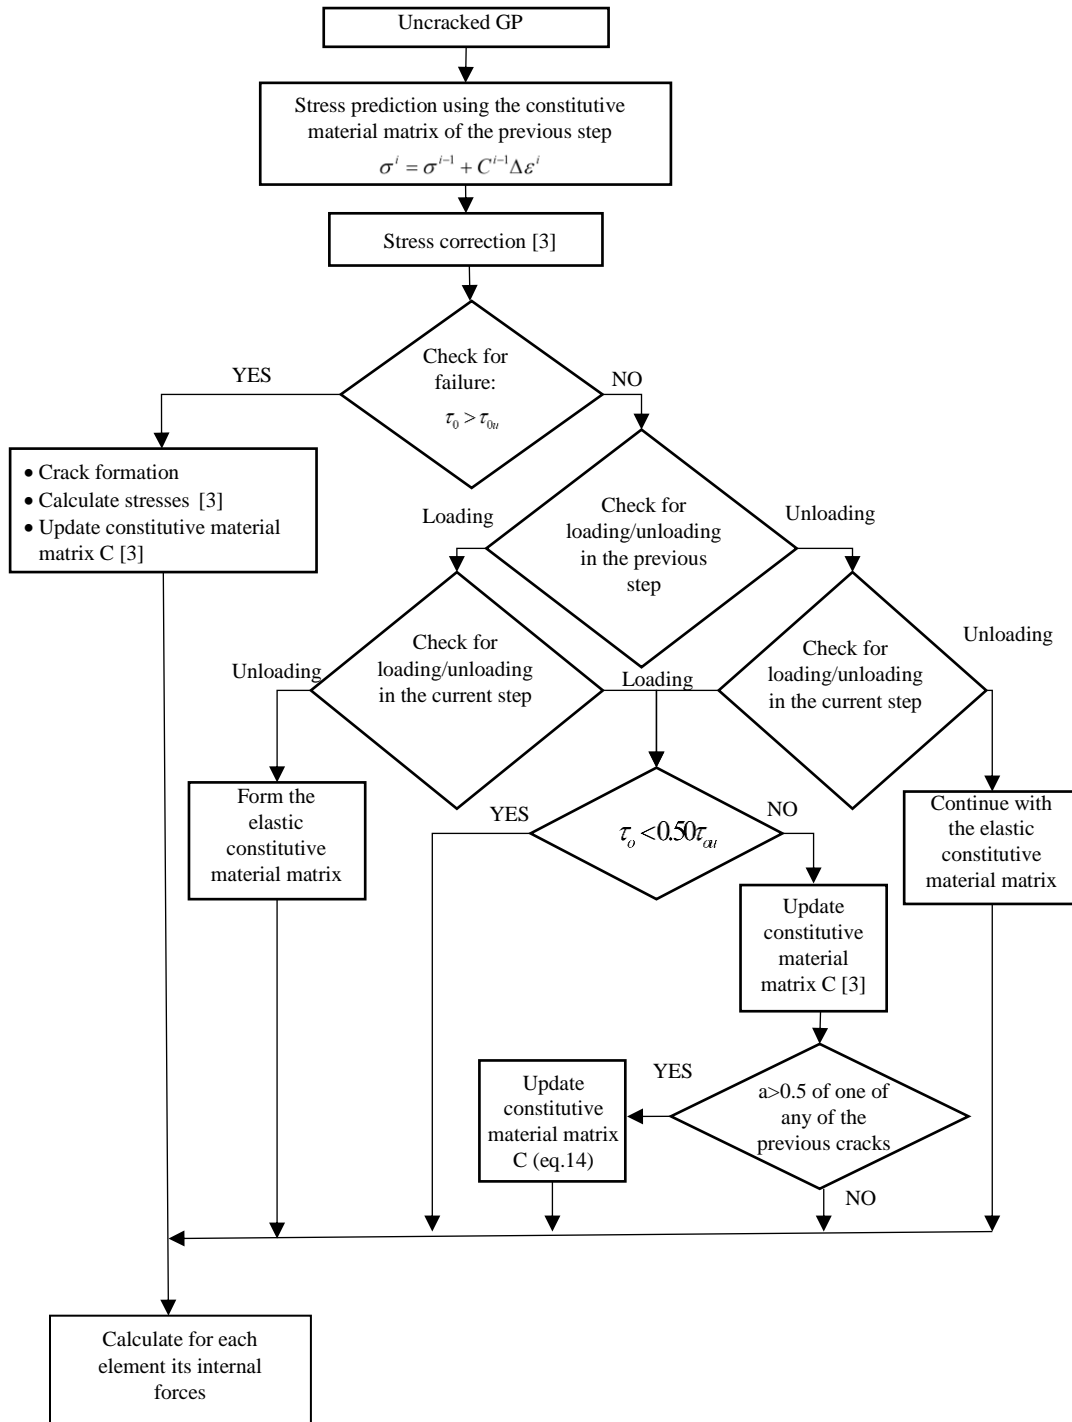 Uncracked GP
Stress prediction using the constitutive
material matrix of the previous step
σ^i = σ^{i-1} + C^{i-1}Δε^i
Stress correction [3]
Check for
failure:
τ_0 > τ_{0u}
YES
NO
• Crack formation
• Calculate stresses [3]
• Update constitutive material
matrix C [3]
Check for
loading/unloading
in the previous
step
Loading
Unloading
Check for
loading/unloading
in the current step
Unloading
Loading
Check for
loading/unloading
in the current step
Unloading
Form the
elastic
constitutive
material matrix
YES
τ_o <0.50τ_{ou}
NO
Continue with
the elastic
constitutive
material matrix
Update
constitutive
material
matrix C [3]
YES
a>0.5 of one of
any of the
previous cracks
NO
Update
constitutive
material matrix
C (eq.14)
Calculate for each
element its internal
forces